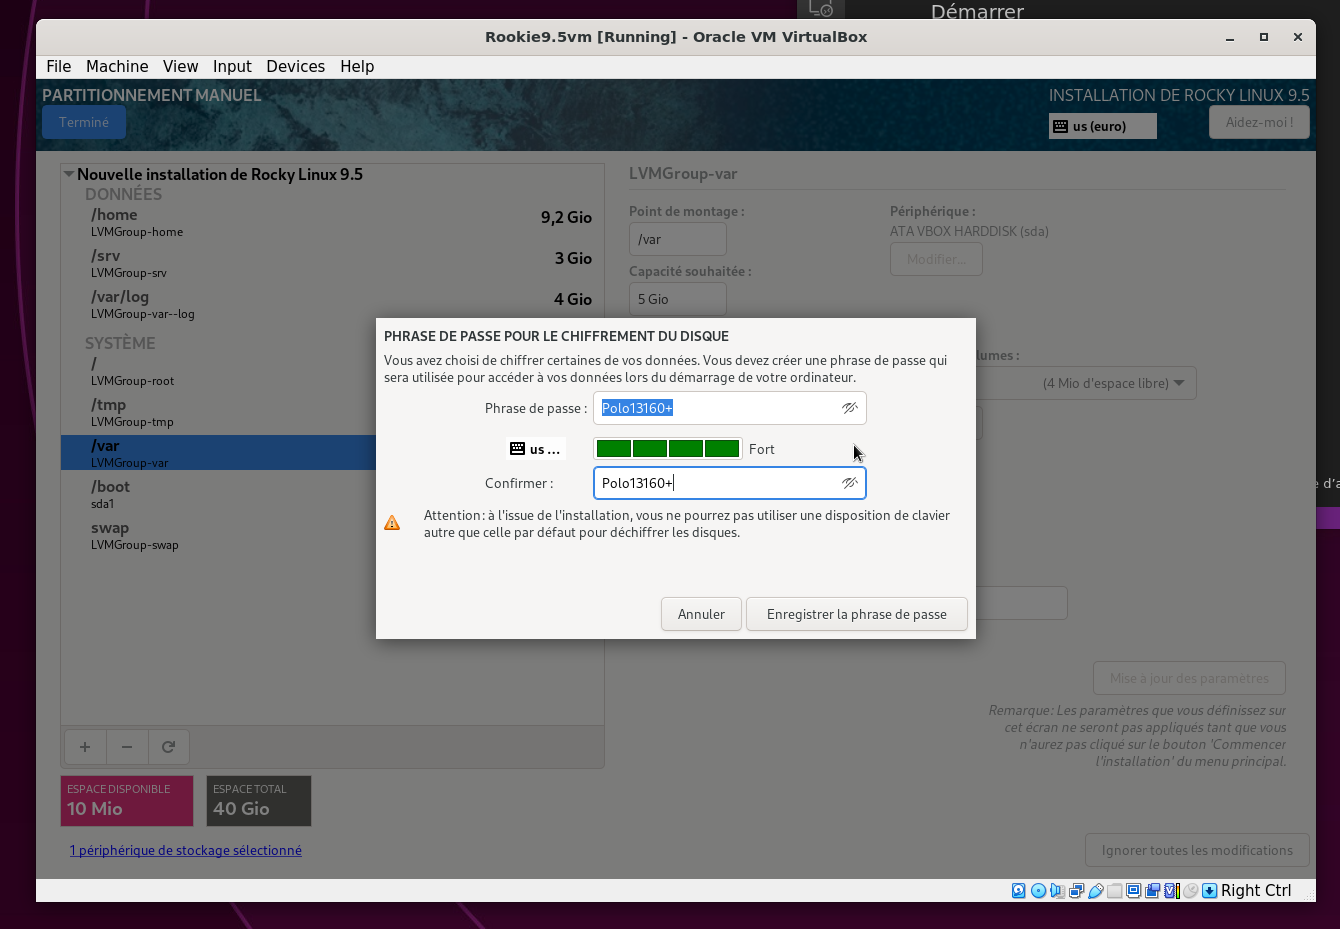 Démarrer
Rookie9.5vm [Running] - Oracle VM VirtualBox
File Machine View Input Devices Help
PARTITIONNEMENT MANUEL
INSTALLATION DE ROCKY LINUX 9.5
Terminé
us (euro)
Aidez-moi !
Nouvelle installation de Rocky Linux 9.5
DONNÉES
/home
9,2 Gio
LVMGroup-home
/srv
3 Gio
LVMGroup-srv
/var/log
4 Gio
LVMGroup-var--log
SYSTÈME
/
LVMGroup-root
/tmp
LVMGroup-tmp
/var
LVMGroup-var
/boot
sda1
swap
LVMGroup-swap
LVMGroup-var
Point de montage :
Périphérique :
/var
ATA VBOX HARDDISK (sda)
Modifier...
Capacité souhaitée :
5 Gio
lumes :
(4 Mio d'espace libre)
PHRASE DE PASSE POUR LE CHIFFREMENT DU DISQUE
Vous avez choisi de chiffrer certaines de vos données. Vous devez créer une phrase de passe qui
sera utilisée pour accéder à vos données lors du démarrage de votre ordinateur.
Phrase de passe :
Polo13160+
us ...
Fort
Confirmer :
Polo13160+
Attention : à l'issue de l'installation, vous ne pourrez pas utiliser une disposition de clavier
autre que celle par défaut pour déchiffrer les disques.
Annuler
Enregistrer la phrase de passe
e d'a
Mise à jour des paramètres
Remarque : Les paramètres que vous définissez sur
cet écran ne seront pas appliqués tant que vous
n'aurez pas cliqué sur le bouton 'Commencer
l'installation' du menu principal.
ESPACE DISPONIBLE
10 Mio
ESPACE TOTAL
40 Gio
1 périphérique de stockage sélectionné
Ignorer toutes les modifications
Right Ctrl